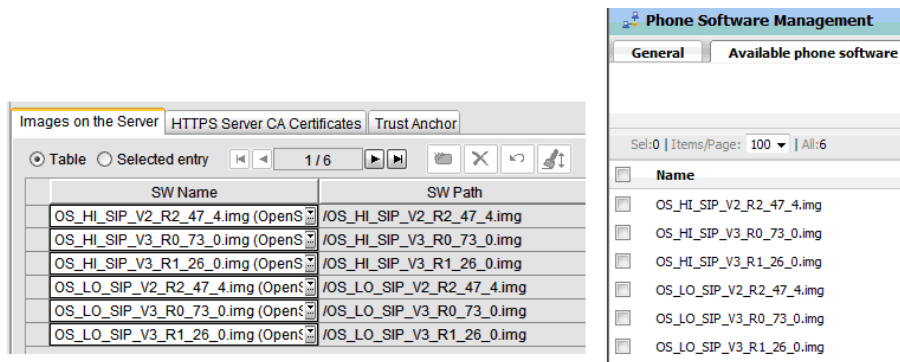 Images on the Server HTTPS Server CA Certificates Trust Anchor
Table Selected entry 1 / 6
SW Name SW Path
OS_HI_SIP_V2_R2_47_4.img (OpenS /OS_HI_SIP_V2_R2_47_4.img
OS_HI_SIP_V3_R0_73_0.img (OpenS /OS_HI_SIP_V3_R0_73_0.img
OS_HI_SIP_V3_R1_26_0.img (OpenS /OS_HI_SIP_V3_R1_26_0.img
OS_LO_SIP_V2_R2_47_4.img (OpenS /OS_LO_SIP_V2_R2_47_4.img
OS_LO_SIP_V3_R0_73_0.img (OpenS /OS_LO_SIP_V3_R0_73_0.img
OS_LO_SIP_V3_R1_26_0.img (OpenS /OS_LO_SIP_V3_R1_26_0.img
Phone Software Management
General Available phone software
Sel:0 | Items/Page: 100 | All:6
Name
OS_HI_SIP_V2_R2_47_4.img
OS_HI_SIP_V3_R0_73_0.img
OS_HI_SIP_V3_R1_26_0.img
OS_LO_SIP_V2_R2_47_4.img
OS_LO_SIP_V3_R0_73_0.img
OS_LO_SIP_V3_R1_26_0.img